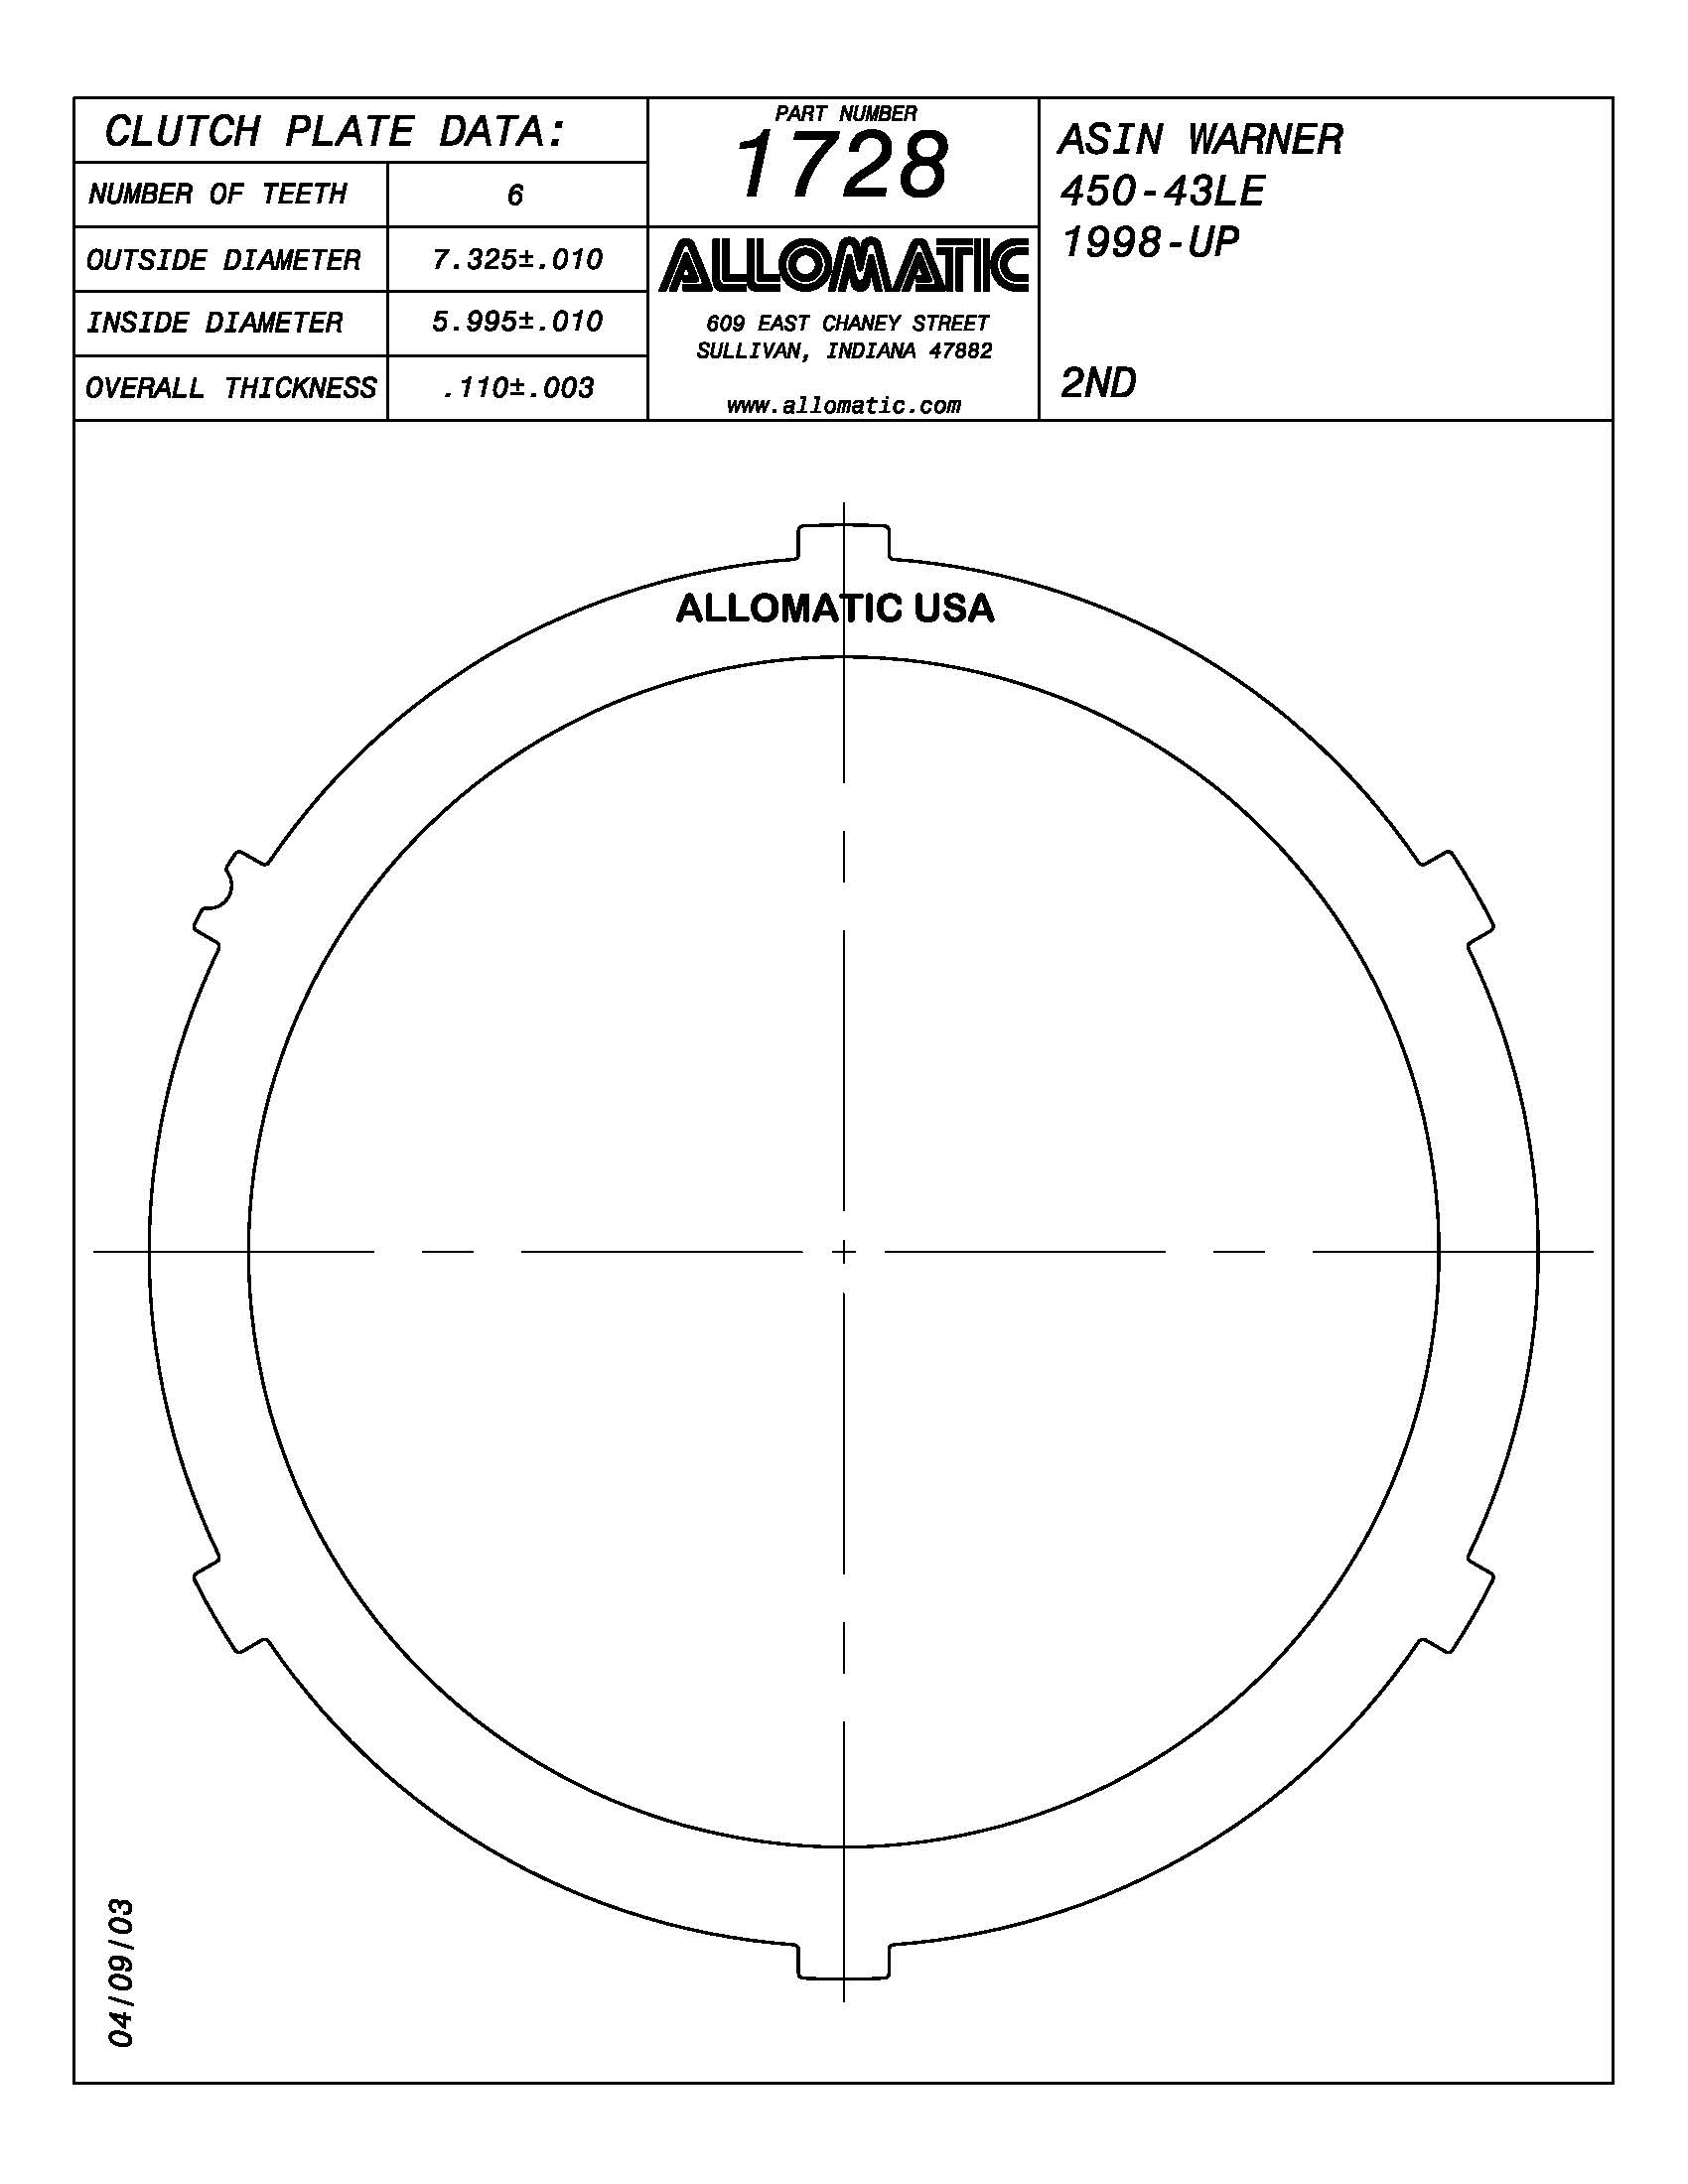 CLUTCH PLATE DATA:
NUMBER OF TEETH 6
OUTSIDE DIAMETER 7.325±.010
INSIDE DIAMETER 5.995±.010
OVERALL THICKNESS .110±.003
PART NUMBER
1728
ALLOMATIC
609 EAST CHANEY STREET
SULLIVAN, INDIANA 47882
www.allomatic.com
ASIN WARNER
450-43LE
1998-UP
2ND
ALLOMATIC USA
04/09/03